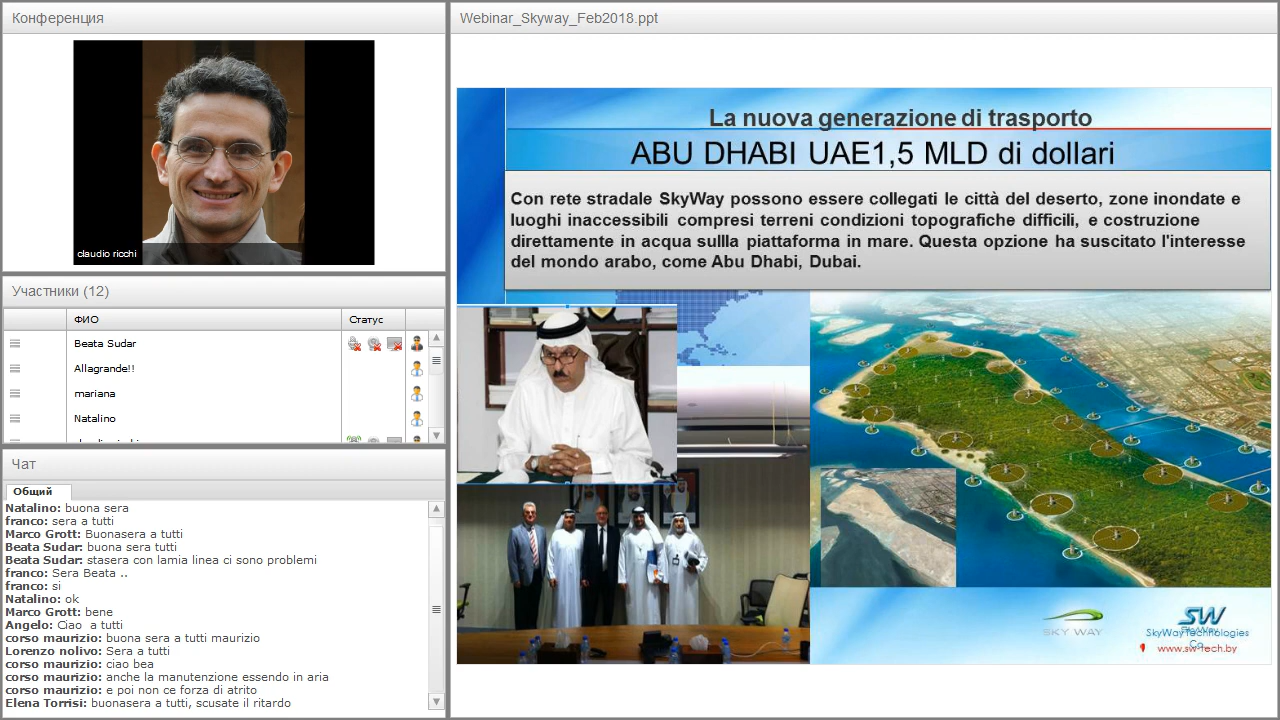 Конференция
claudio ricchi
Участники (12)
ФИО
Статус
Beata Sudar
Allagrande!!
mariana
Natalino
Чат
Общий
Natalino: buona sera
franco: sera a tutti
Marco Grott: Buonasera a tutti
Beata Sudar: buona sera tutti
Beata Sudar: stasera con lamia linea ci sono problemi
franco: Sera Beata ..
franco: si
Natalino: ok
Marco Grott: bene
Angelo: Ciao a tutti
corso maurizio: buona sera a tutti maurizio
Lorenzo nolivo: Sera a tutti
corso maurizio: ciao bea
corso maurizio: anche la manutenzione essendo in aria
corso maurizio: e poi non ce forza di atrito
Elena Torrisi: buonasera a tutti, scusate il ritardo
Webinar_Skyway_Feb2018.ppt
La nuova generazione di trasporto
ABU DHABI UAE1,5 MLD di dollari
Con rete stradale SkyWay possono essere collegati le città del deserto, zone inondate e
luoghi inaccessibili compresi terreni condizioni topografiche difficili, e costruzione
direttamente in acqua sullla piattaforma in mare. Questa opzione ha suscitato l'interesse
del mondo arabo, come Abu Dhabi, Dubai.
SKY WAY
SW
SkyWay
SkyWay Technologies
Co.
www.sw-tech.by